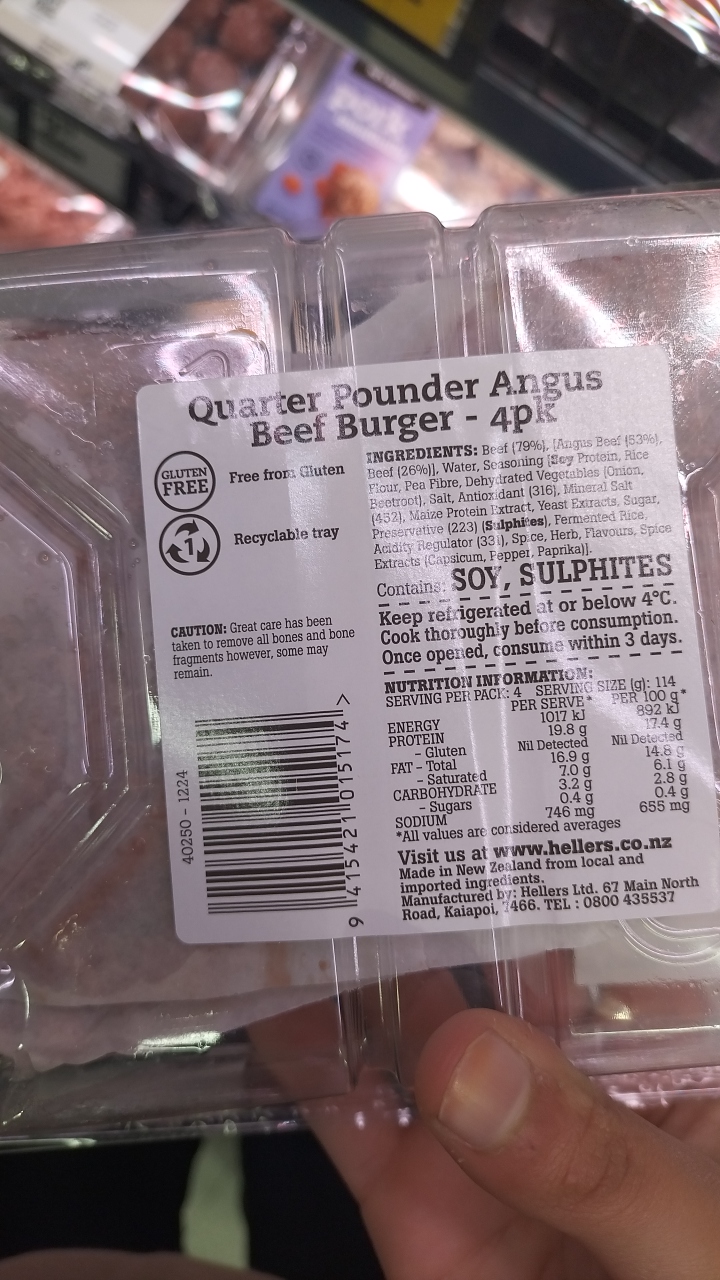 pork
Quarter Pounder Angus
Beef Burger - 4pk
GLUTEN
FREE
Free from Gluten
1
Recyclable tray
INGREDIENTS: Beef (79%), [Angus Beef (53%),
Beef (26%)], Water, Seasoning [Soy Protein, Rice
Flour, Pea Fibre, Dehydrated Vegetables (Onion,
Beetroot), Salt, Antioxidant (316), Mineral Salt
(452), Maize Protein Extract, Yeast Extracts, Sugar,
Preservative (223) (Sulphites), Fermented Rice,
Acidity Regulator (331), Spice, Herb, Flavours, Spice
Extracts (Capsicum, Pepper, Paprika)].
Contains: SOY, SULPHITES
Keep refrigerated at or below 4°C.
Cook thoroughly before consumption.
Once opened, consume within 3 days.
CAUTION: Great care has been
taken to remove all bones and bone
fragments however, some may
remain.
NUTRITION INFORMATION:
SERVING PER PACK: 4 SERVING SIZE (g): 114
PER SERVE* PER 100 g*
ENERGY 1017 kJ 892 kJ
PROTEIN 19.8 g 17.4 g
- Gluten Nil Detected Nil Detected
FAT - Total 16.9 g 14.8 g
- Saturated 7.0 g 6.1 g
CARBOHYDRATE 3.2 g 2.8 g
- Sugars 0.4 g 0.4 g
SODIUM 746 mg 655 mg
*All values are considered averages
Visit us at www.hellers.co.nz
Made in New Zealand from local and
imported ingredients.
Manufactured by: Hellers Ltd. 67 Main North
Road, Kaiapoi, 7466. TEL : 0800 435537
40250 - 1224
9 415421 015174 >